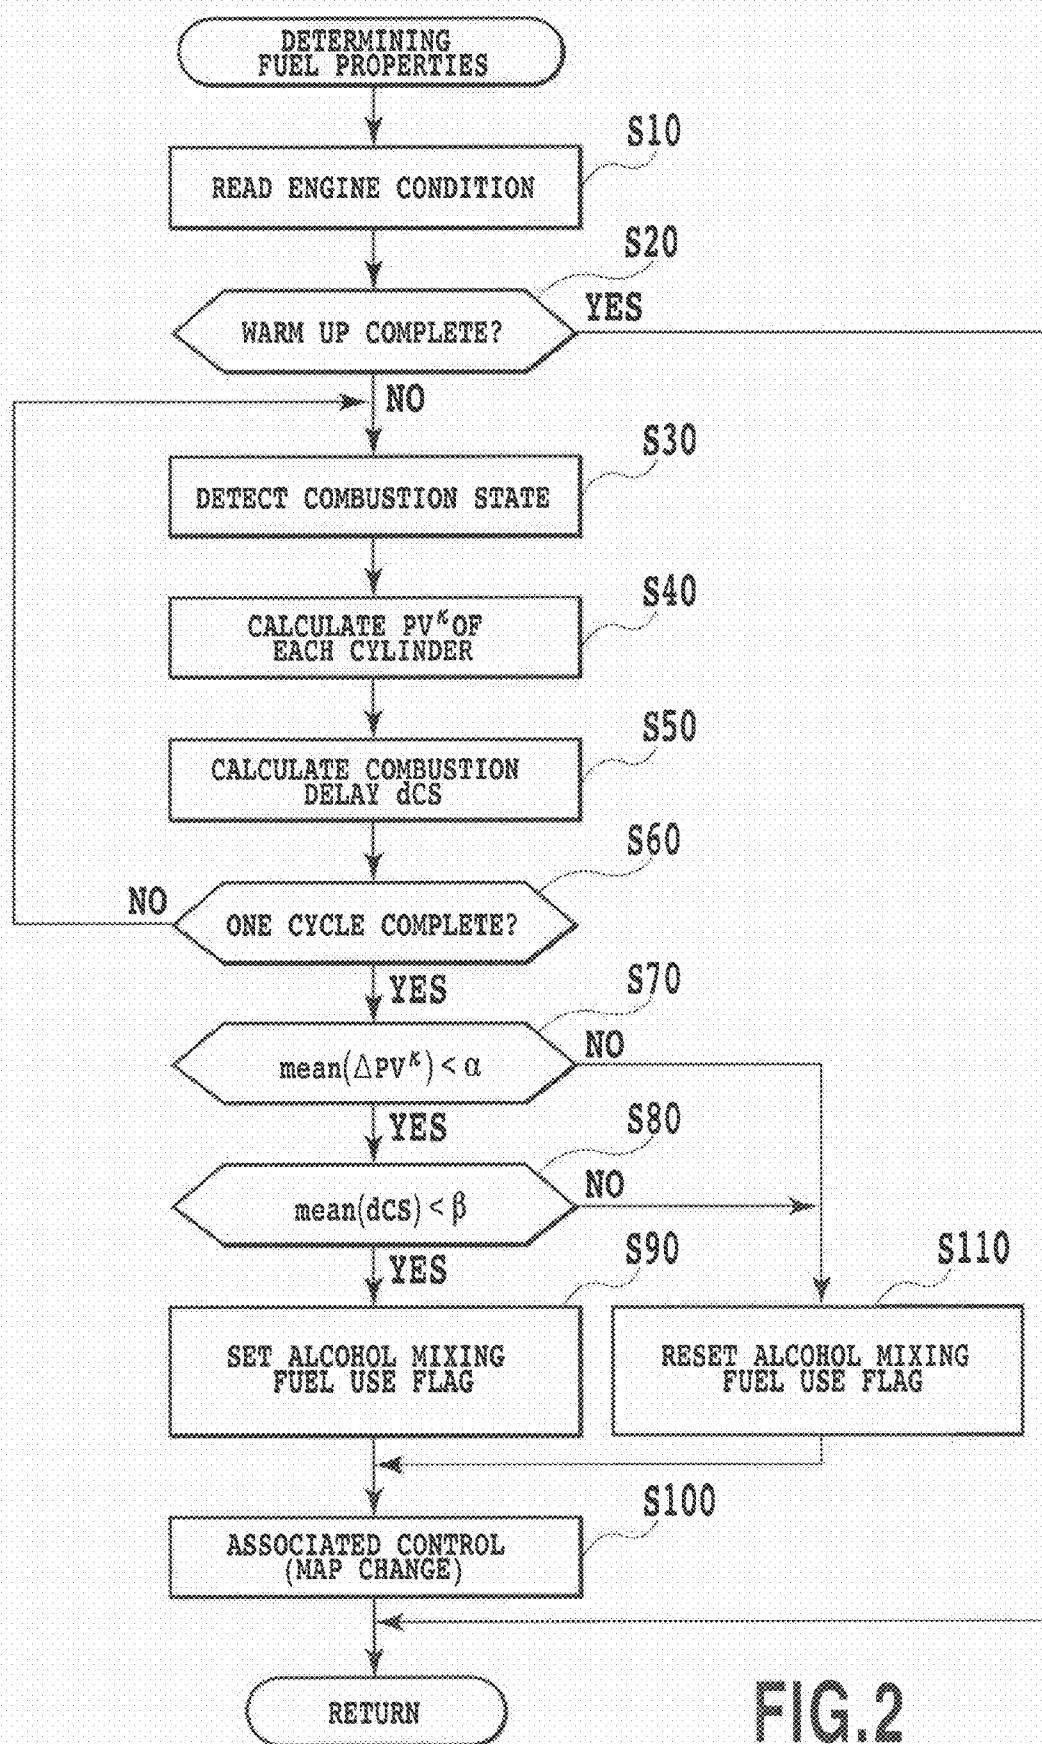 DETERMINING
FUEL PROPERTIES
S10
READ ENGINE CONDITION
S20
YES
WARM UP COMPLETE?
NO
S30
DETECT COMBUSTION STATE
S40
CALCULATE PV^κ OF
EACH CYLINDER
S50
CALCULATE COMBUSTION
DELAY dCS
S60
NO
ONE CYCLE COMPLETE?
YES
S70
NO
mean(ΔPV^κ) < α
YES
S80
NO
mean(dCS) < β
YES
S90
S110
SET ALCOHOL MIXING
FUEL USE FLAG
RESET ALCOHOL MIXING
FUEL USE FLAG
S100
ASSOCIATED CONTROL
(MAP CHANGE)
RETURN
FIG.2